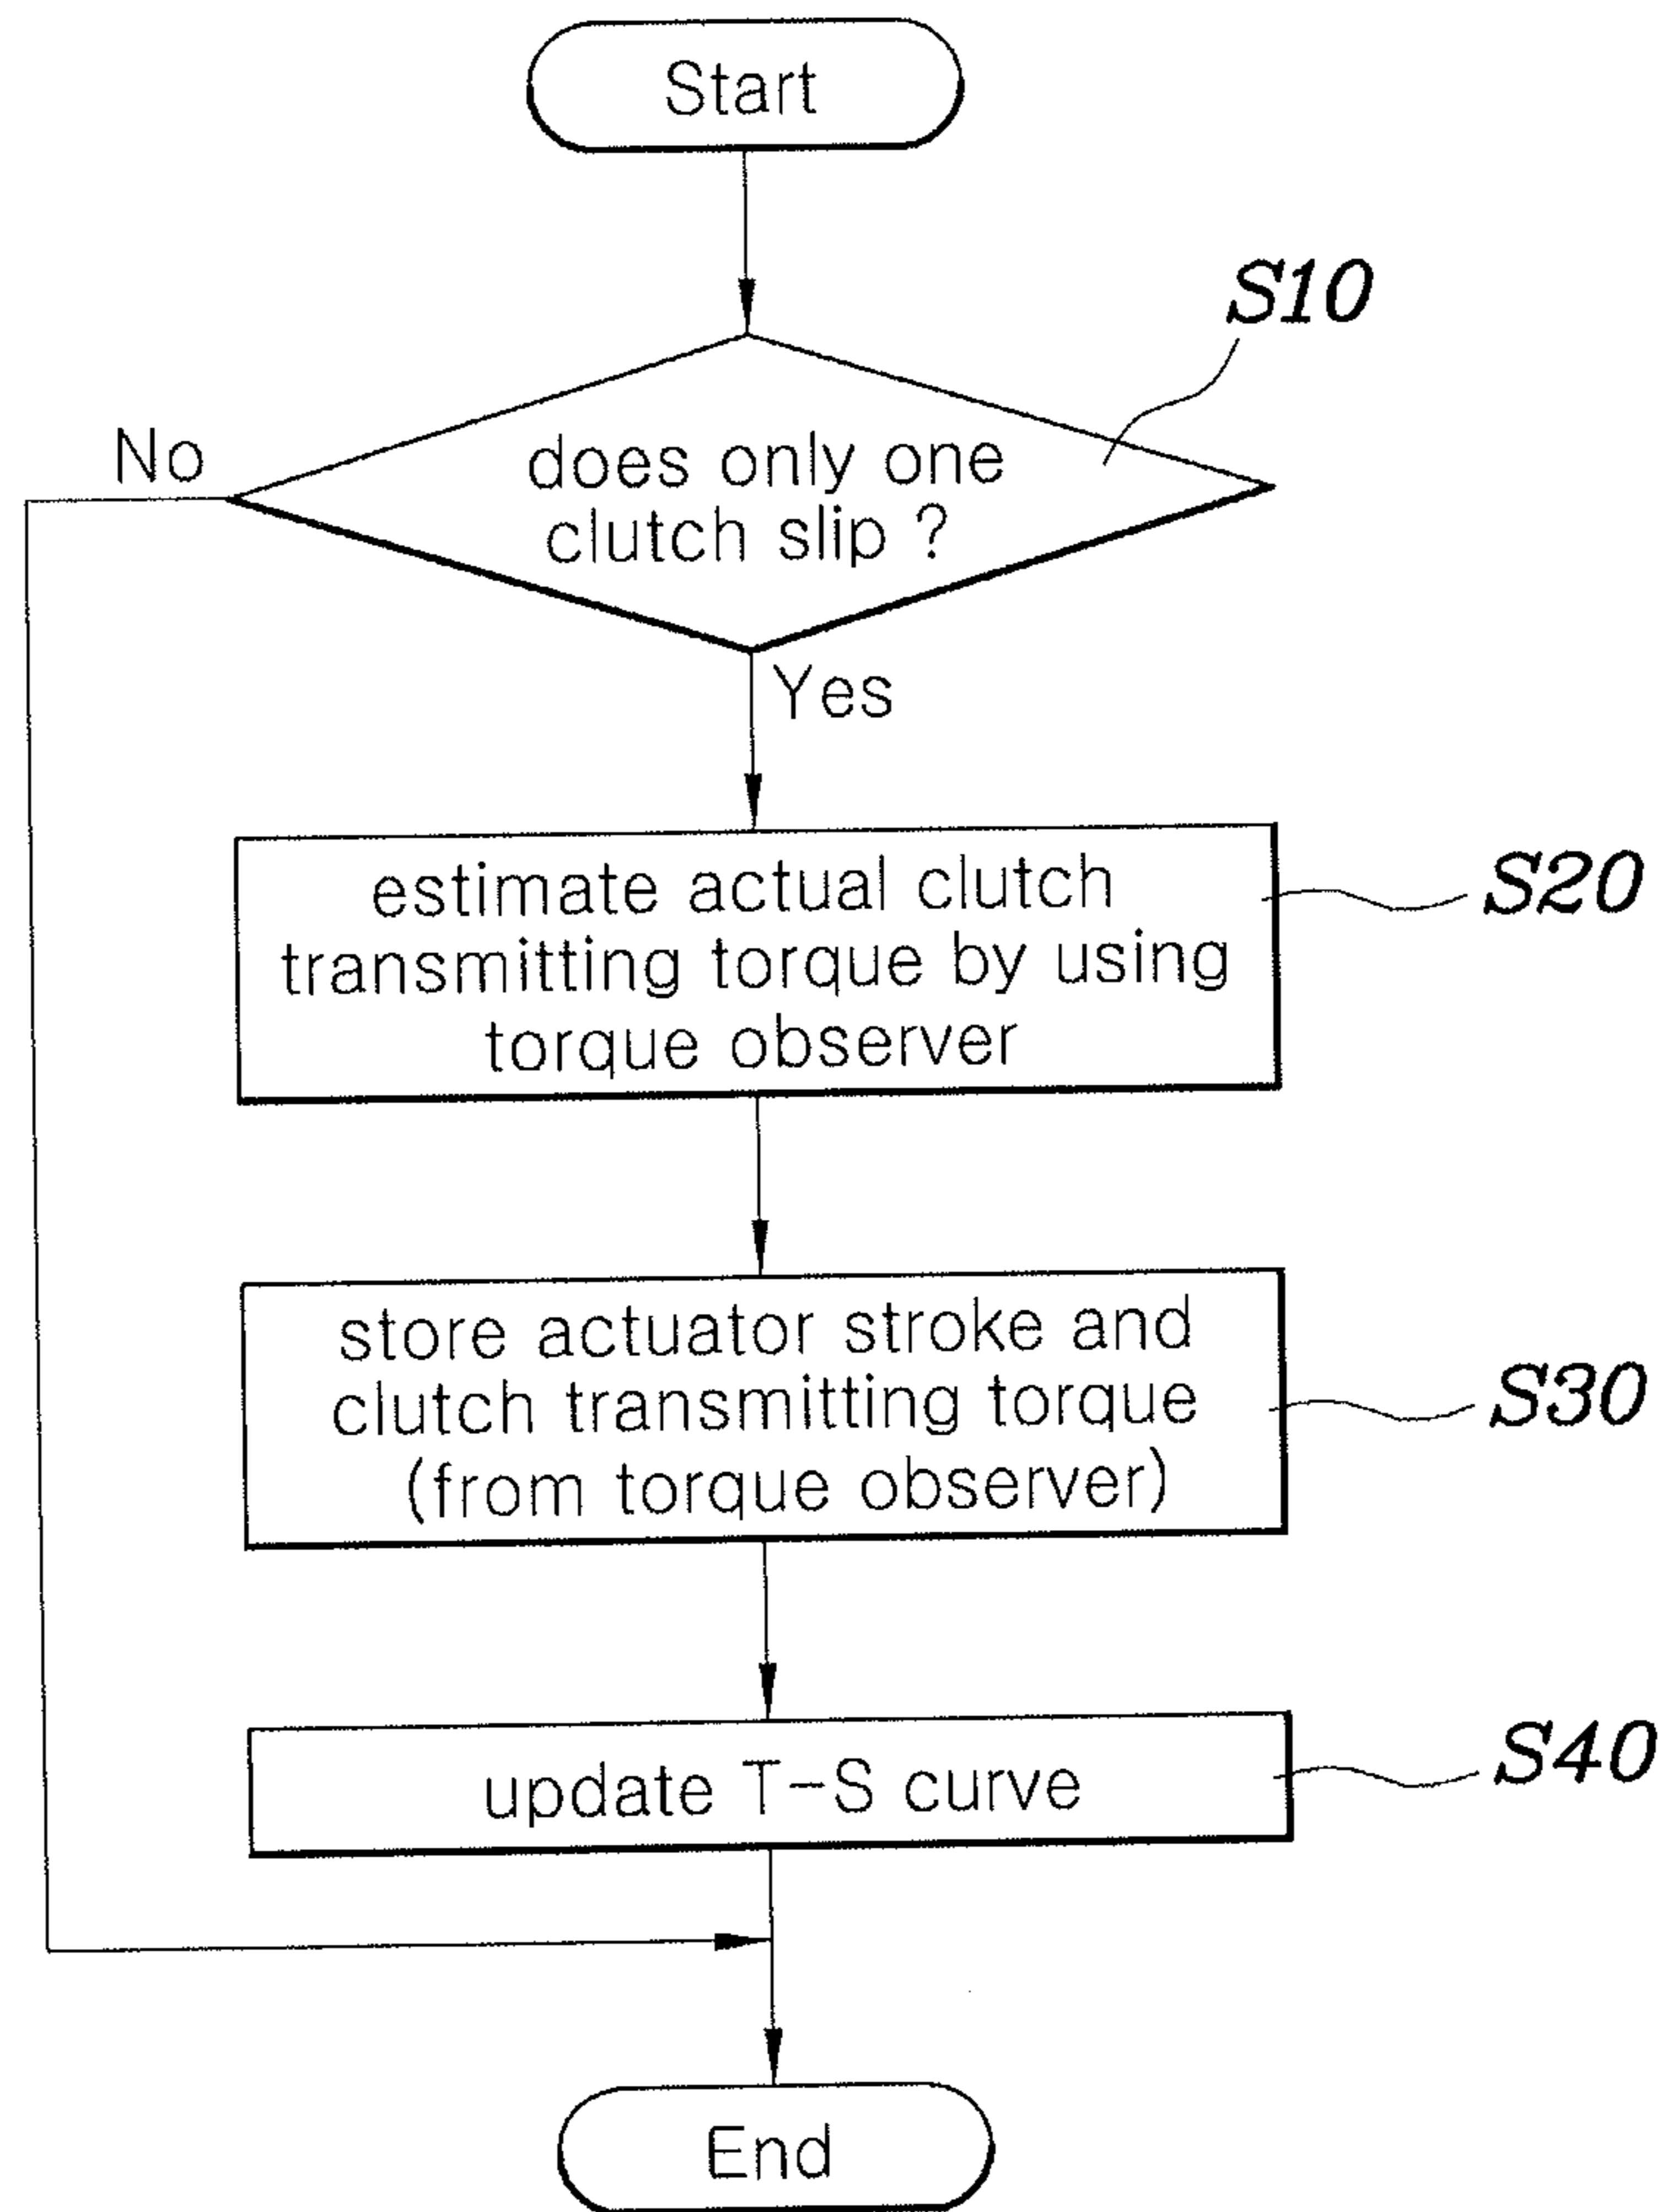 Start
S10
No
does only one
clutch slip ?
Yes
estimate actual clutch
transmitting torque by using
torque observer
S20
store actuator stroke and
clutch transmitting torque
(from torque observer)
S30
update T-S curve
S40
End